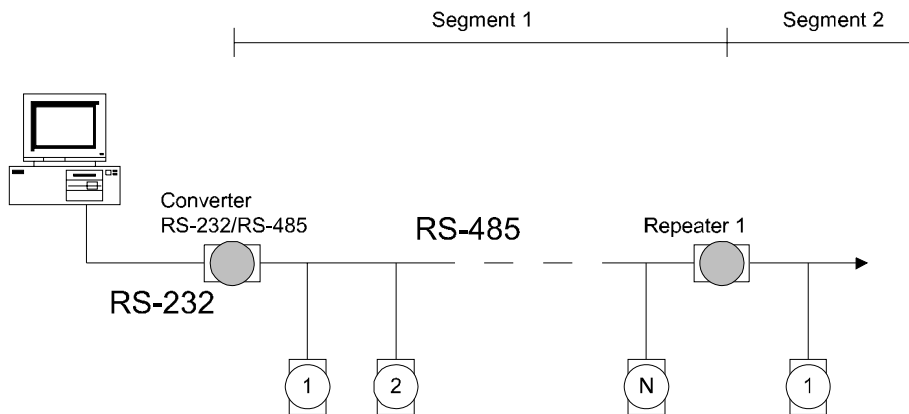 Segment 1
Segment 2
Converter
RS-232/RS-485
RS-485
Repeater 1
RS-232
1
2
N
1